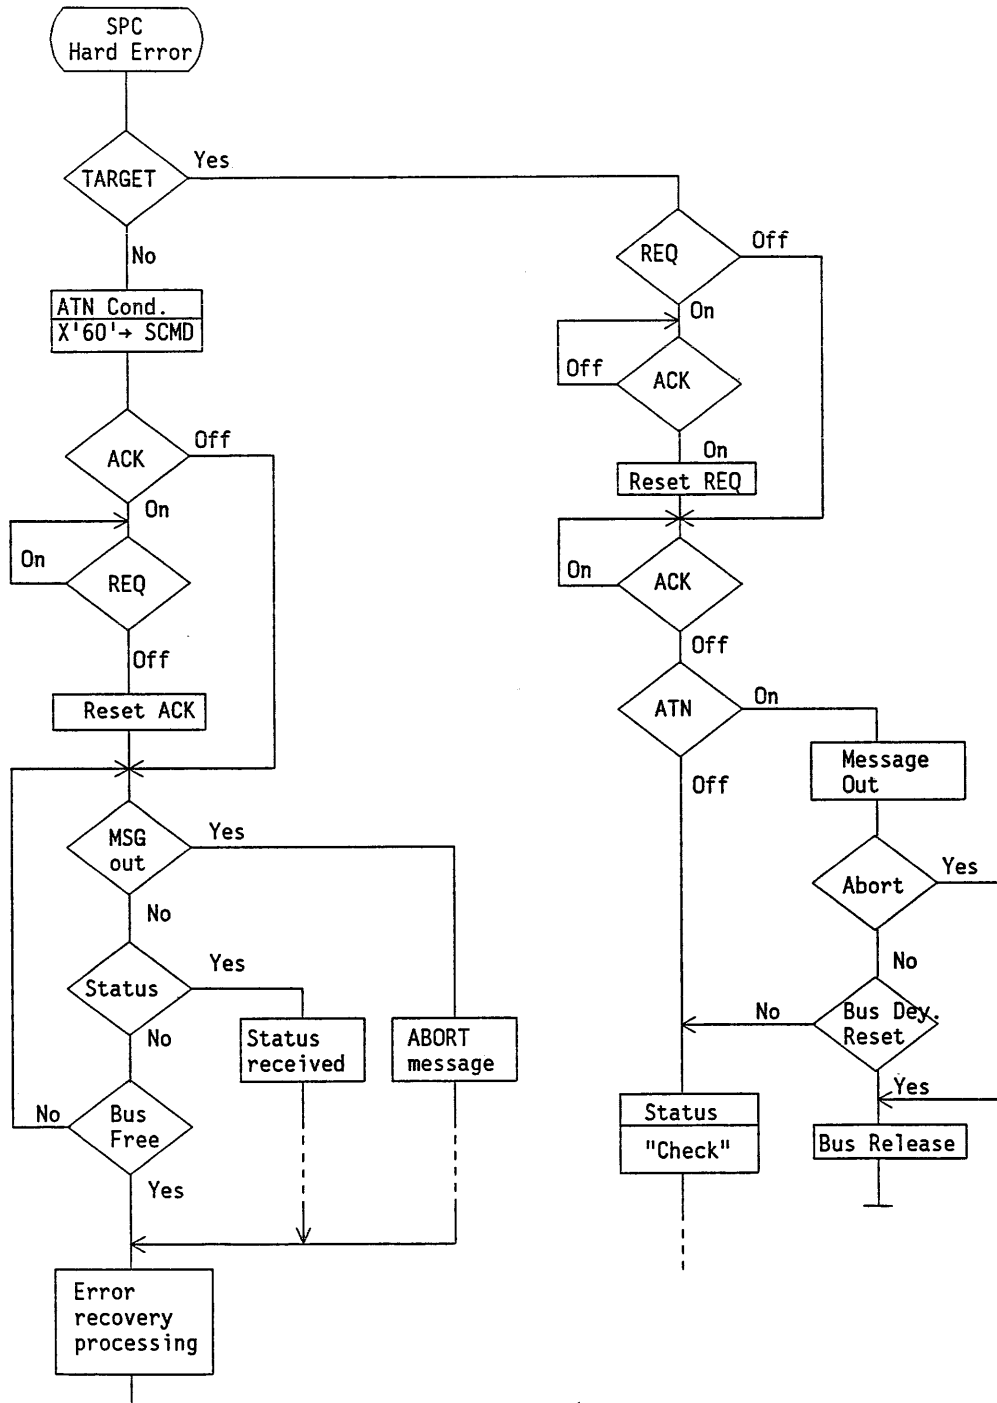 SPC
Hard Error
TARGET
Yes
No
ATN Cond.
X'60'→ SCMD
ACK
Off
On
On
REQ
Off
Reset ACK
MSG
out
Yes
No
Status
Yes
No
Status
received
ABORT
message
No
Bus
Free
Yes
Error
recovery
processing
REQ
Off
On
Off
ACK
On
Reset REQ
On
ACK
Off
ATN
On
Off
Message
Out
Abort
Yes
No
No
Bus Dev.
Reset
Yes
Status
"Check"
Bus Release